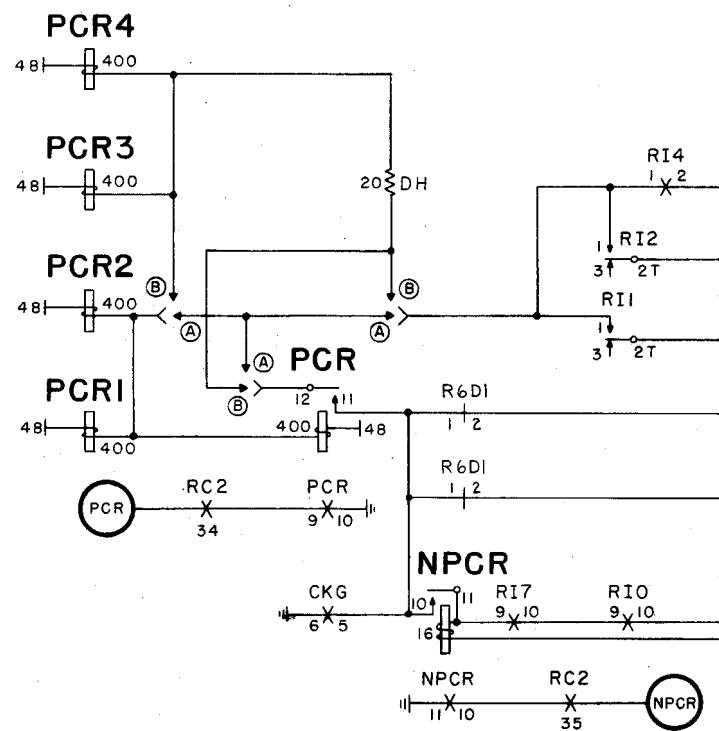 PCR4
48 400
PCR3
48 400
20 DH
RI4
1 2
PCR2
48 400
B B
A A
1 RI2
3 2T
RI1
1
3 2T
A PCR
B 12 11
PCR1
48 400
400 48
R6D1
1 2
R6D1
1 2
PCR RC2 PCR
34 9 10
NPCR
CKG
6 5
10 11
16
RI7 RI0
9 10 9 10
NPCR RC2
11 10 35
NPCR